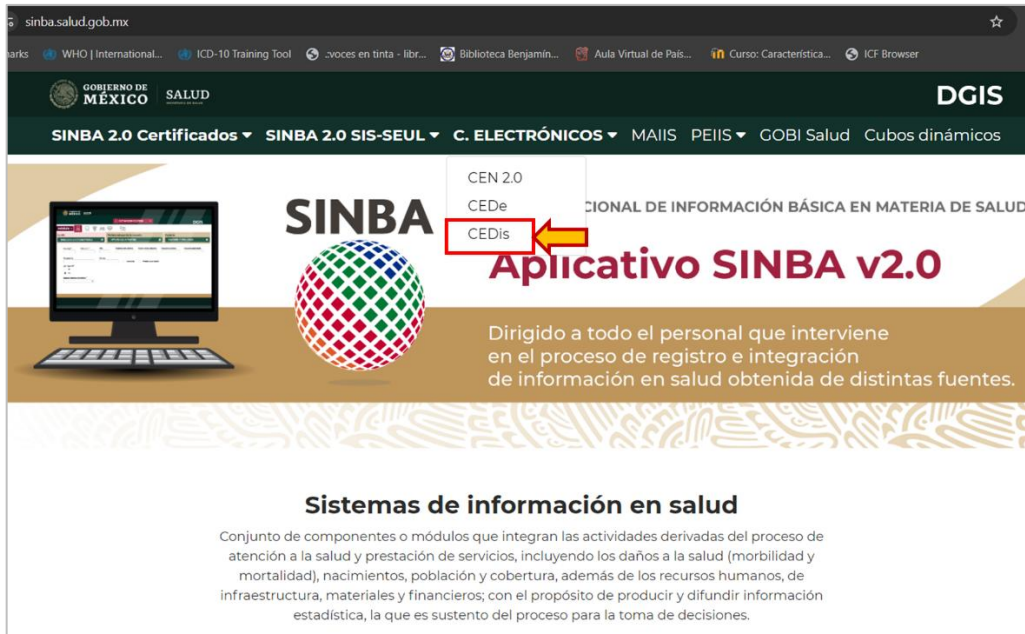 sinba.salud.gob.mx
arks WHO | International... ICD-10 Training Tool .:voces en tinta - libr... Biblioteca Benjamín... Aula Virtual de País... Curso: Característica... ICF Browser
GOBIERNO DE MÉXICO SALUD DGIS
SINBA 2.0 Certificados SINBA 2.0 SIS-SEUL C. ELECTRÓNICOS MAIIS PEIIS GOBI Salud Cubos dinámicos
CEN 2.0
CEDe
CEDis
SINBA
CIONAL DE INFORMACIÓN BÁSICA EN MATERIA DE SALUD
Aplicativo SINBA v2.0
Dirigido a todo el personal que interviene
en el proceso de registro e integración
de información en salud obtenida de distintas fuentes.
Sistemas de información en salud
Conjunto de componentes o módulos que integran las actividades derivadas del proceso de
atención a la salud y prestación de servicios, incluyendo los daños a la salud (morbilidad y
mortalidad), nacimientos, población y cobertura, además de los recursos humanos, de
infraestructura, materiales y financieros; con el propósito de producir y difundir información
estadística, la que es sustento del proceso para la toma de decisiones.